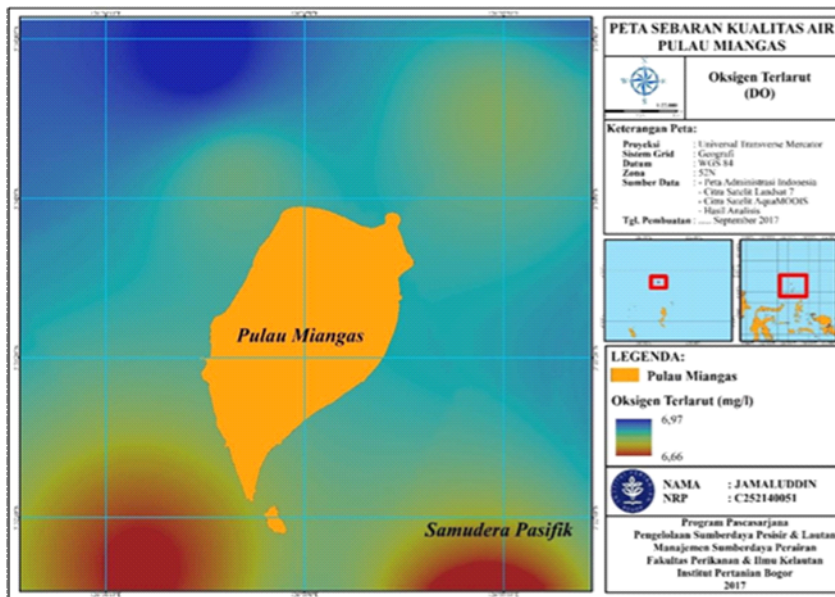 PETA SEBARAN KUALITAS AIR
PULAU MIANGAS
Oksigen Terlarut
(DO)
Keterangan Peta:
Proyeksi : Universal Transverse Mercator
Sistem Grid : Geografi
Datum : WGS 84
Zona : 52N
Sumber Data : - Peta Administrasi Indonesia
- Citra Satelit Landsat 7
- Citra Satelit AquaMODIS
- Hasil Analisis
Tgl. Pembuatan : ..... September 2017
Pulau Miangas
Samudera Pasifik
LEGENDA:
Pulau Miangas
Oksigen Terlarut (mg/l)
6,97
6,66
NAMA : JAMALUDDIN
NRP : C252140051
Program Pascasarjana
Pengelolaan Sumberdaya Pesisir & Lautan
Manajemen Sumberdaya Perairan
Fakultas Perikanan & Ilmu Kelautan
Institut Pertanian Bogor
2017